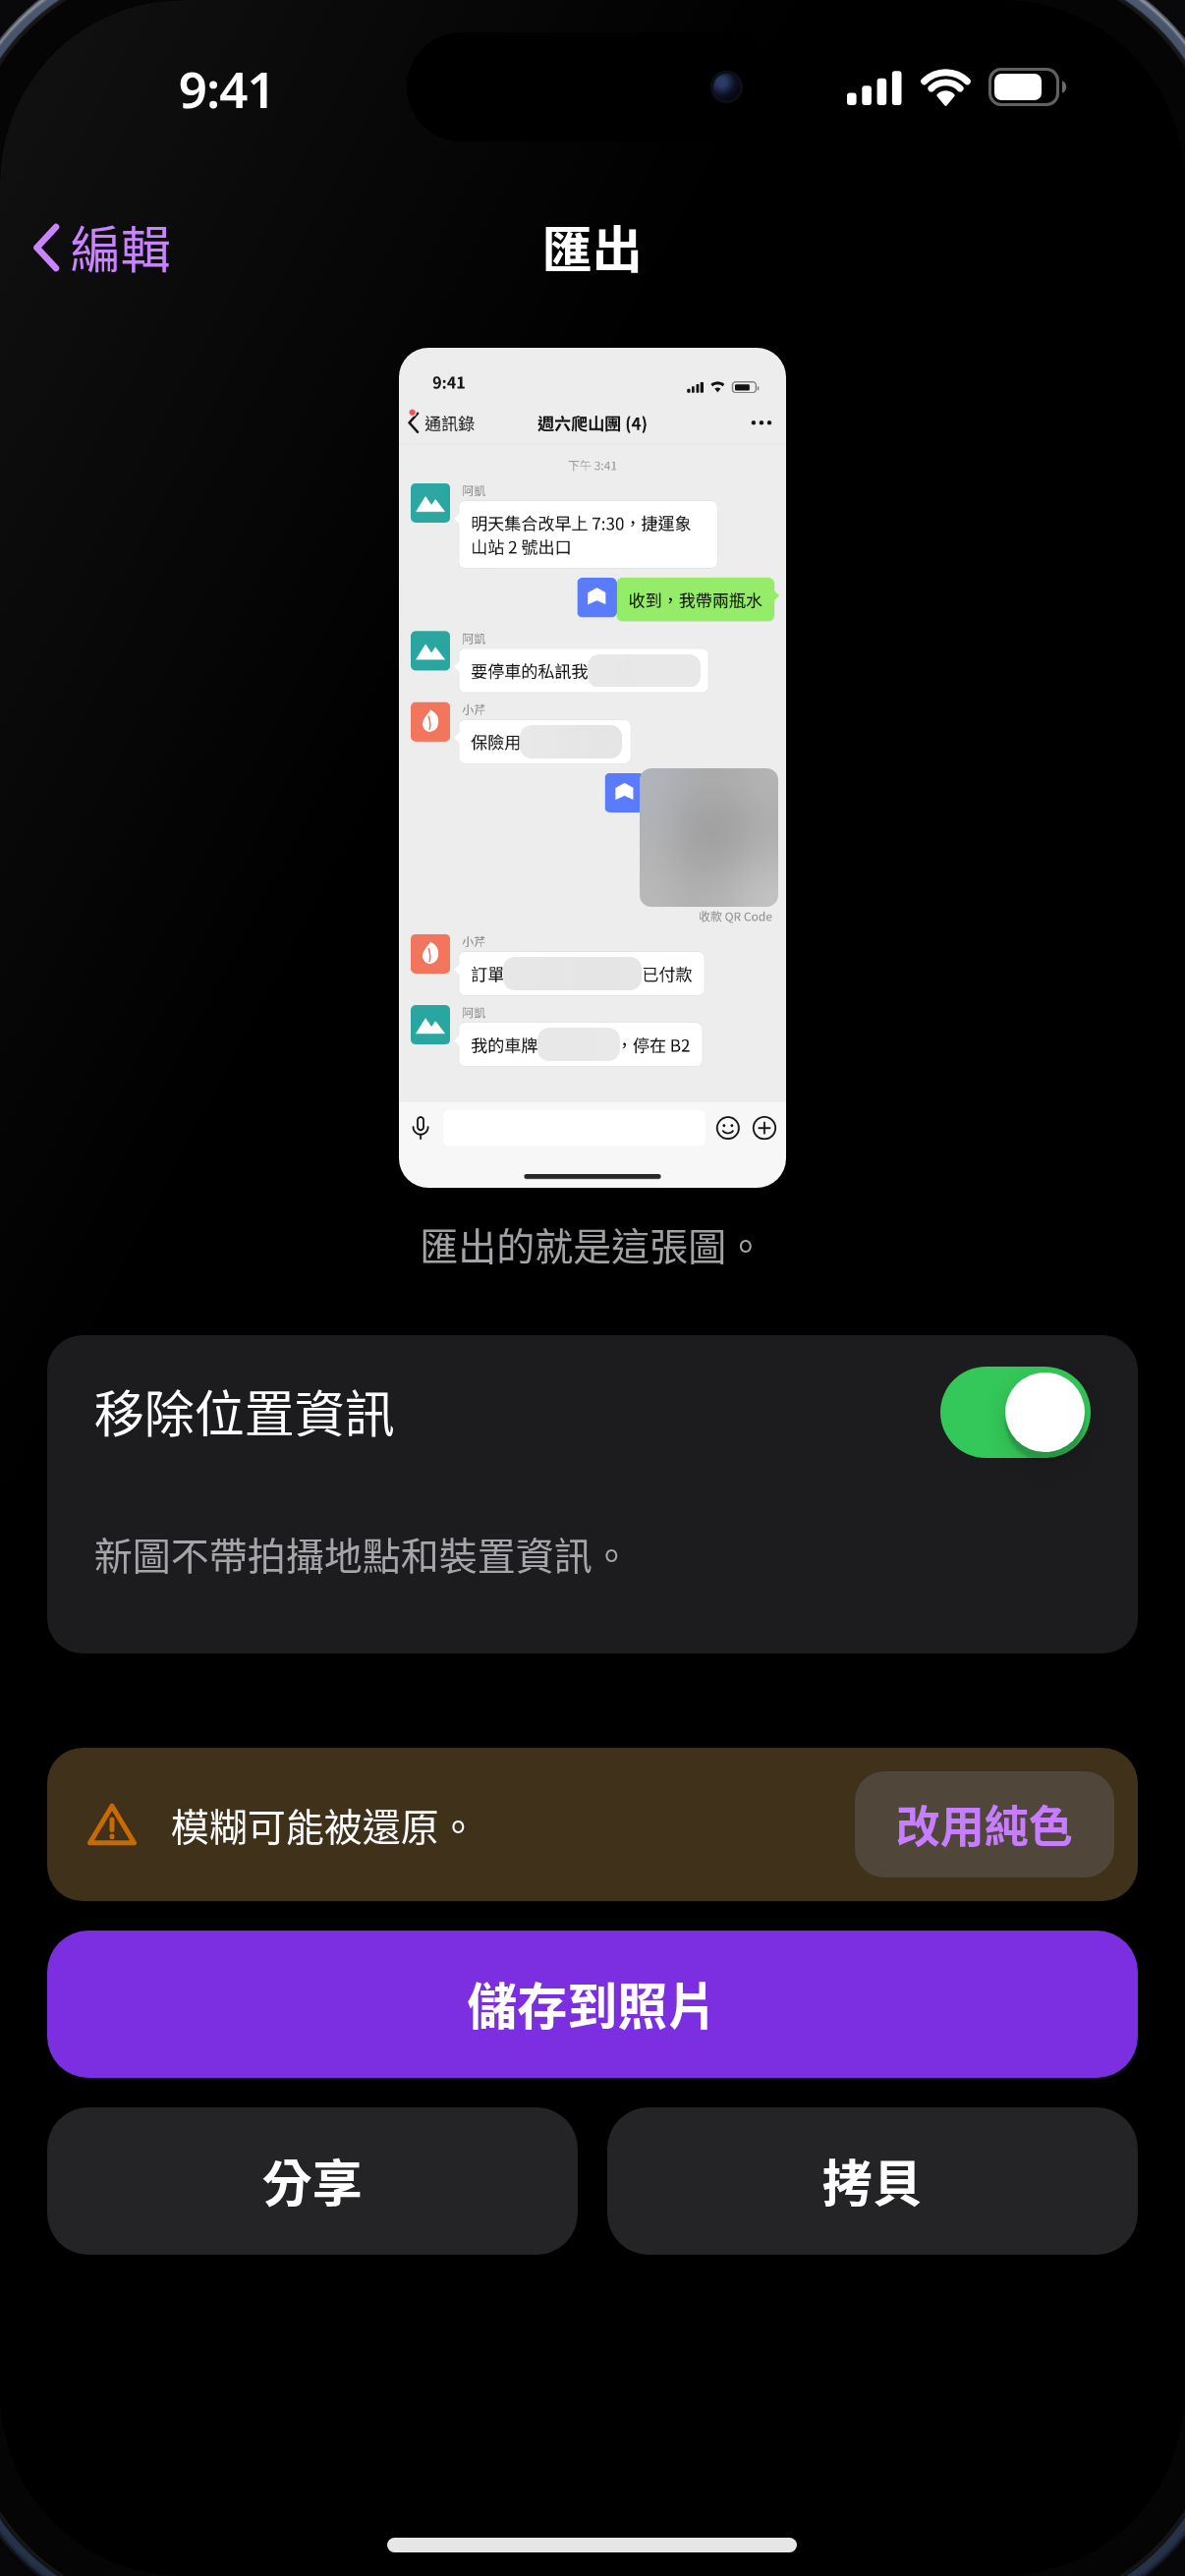 9:41
編輯
匯出
9:41
通訊錄
週六爬山團 (4)
下午 3:41
阿凱
明天集合改早上 7:30，捷運象
山站 2 號出口
收到，我帶兩瓶水
阿凱
要停車的私訊我
小芹
保險用
收款 QR Code
小芹
訂單 已付款
阿凱
我的車牌 ，停在 B2
匯出的就是這張圖。
移除位置資訊
新圖不帶拍攝地點和裝置資訊。
模糊可能被還原。
改用純色
儲存到照片
分享
拷貝